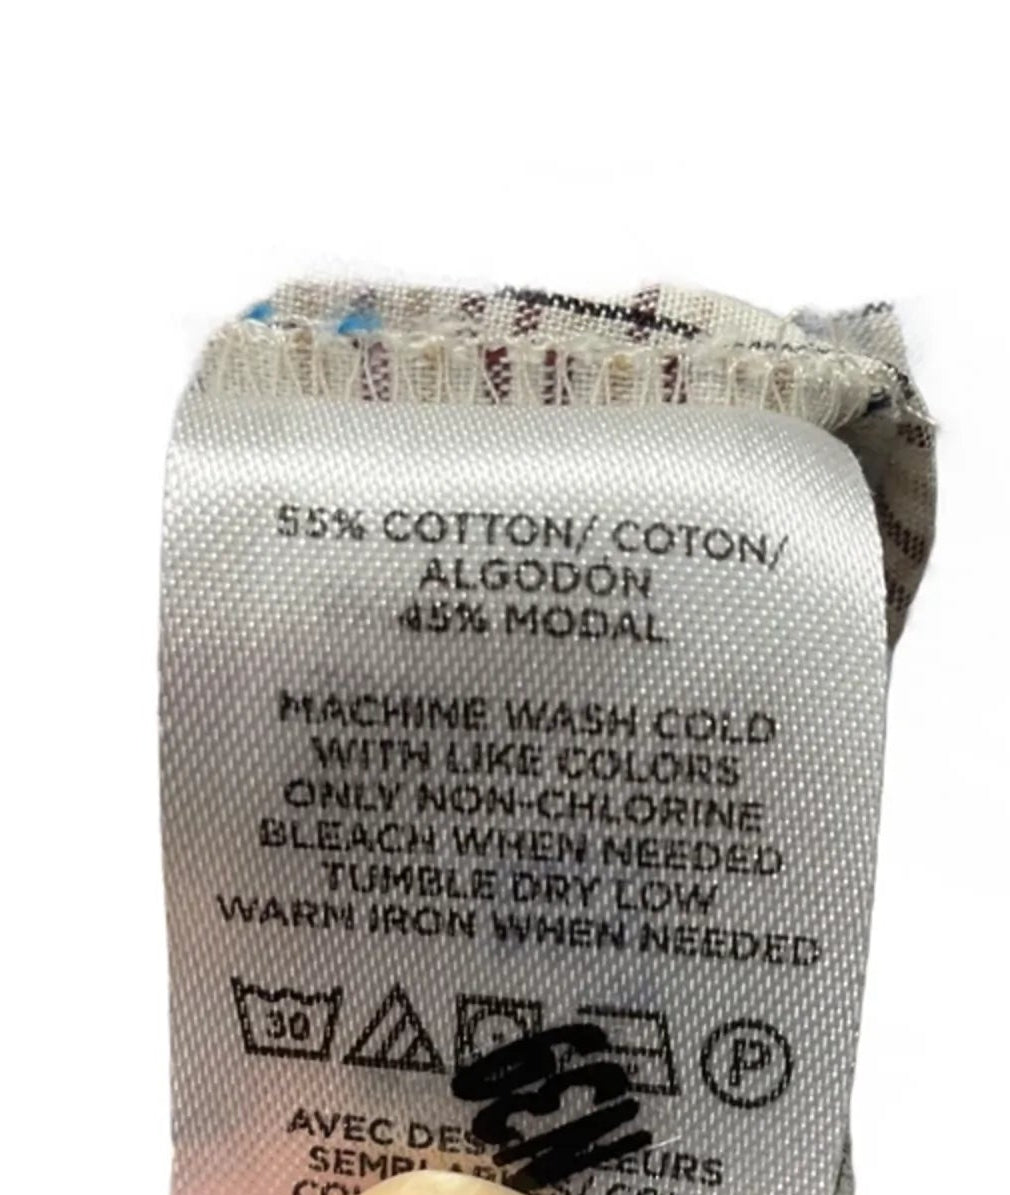 55% COTTON/ COTON/
ALGODÓN
45% MODAL
MACHINE WASH COLD
WITH LIKE COLORS
ONLY NON-CHLORINE
BLEACH WHEN NEEDED
TUMBLE DRY LOW
WARM IRON WHEN NEEDED
30
P
AVEC DES